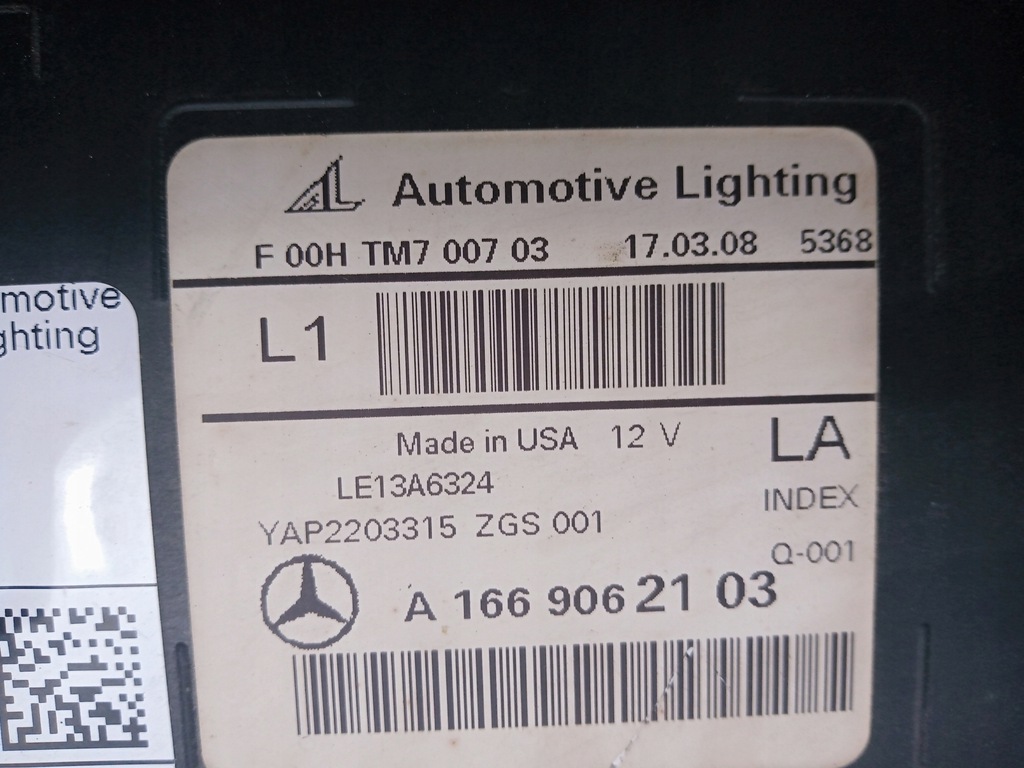 Automotive Lighting
F 00H TM7 007 03 17.03.08 5368
L1
Made in USA 12 V
LA
LE13A6324
INDEX
YAP2203315 ZGS 001
Q-001
A 166 906 21 03
motive
ghting